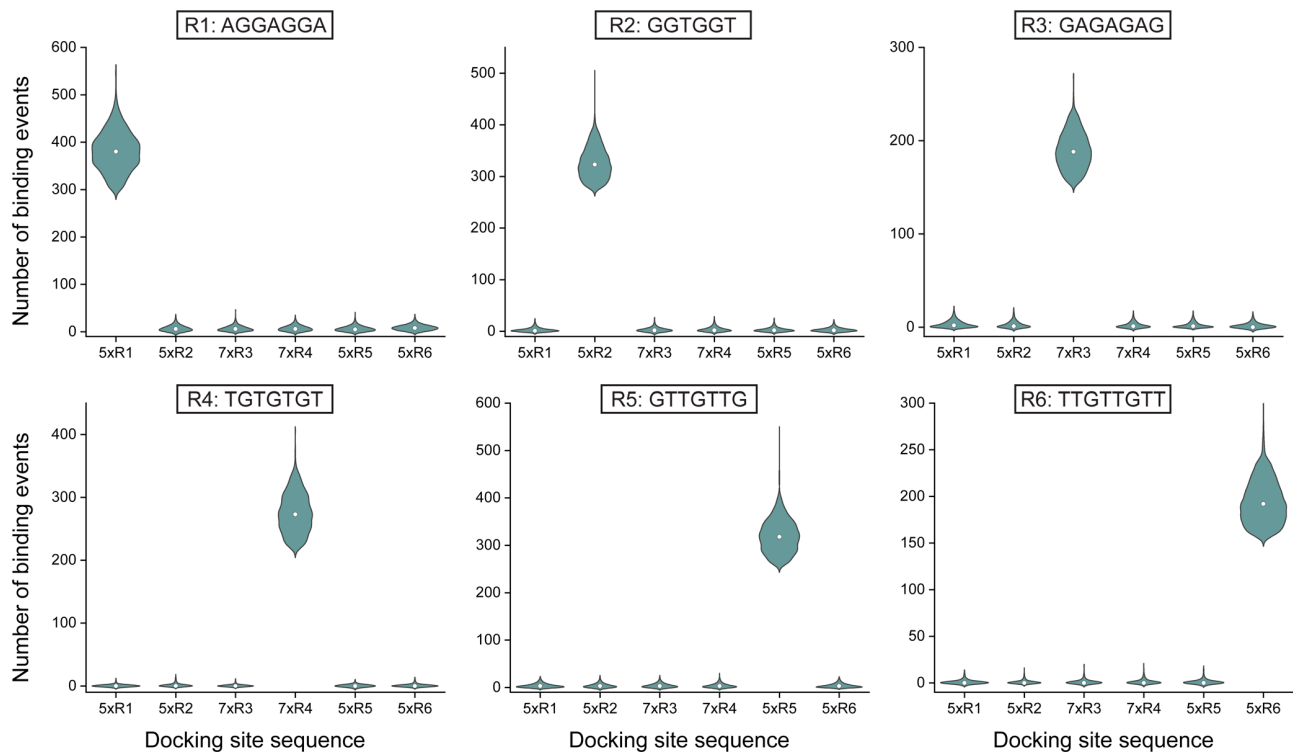 R1: AGGAGGA
R2: GGTGGT
R3: GAGAGAG
Number of binding events
600
500
400
300
200
100
0
5xR1 5xR2 7xR3 7xR4 5xR5 5xR6
500
400
300
200
100
0
5xR1 5xR2 7xR3 7xR4 5xR5 5xR6
300
200
100
0
5xR1 5xR2 7xR3 7xR4 5xR5 5xR6
R4: TGTGTGT
R5: GTTGTTG
R6: TTGTTGTT
Number of binding events
400
300
200
100
0
5xR1 5xR2 7xR3 7xR4 5xR5 5xR6
Docking site sequence
600
500
400
300
200
100
0
5xR1 5xR2 7xR3 7xR4 5xR5 5xR6
Docking site sequence
300
250
200
150
100
50
0
5xR1 5xR2 7xR3 7xR4 5xR5 5xR6
Docking site sequence